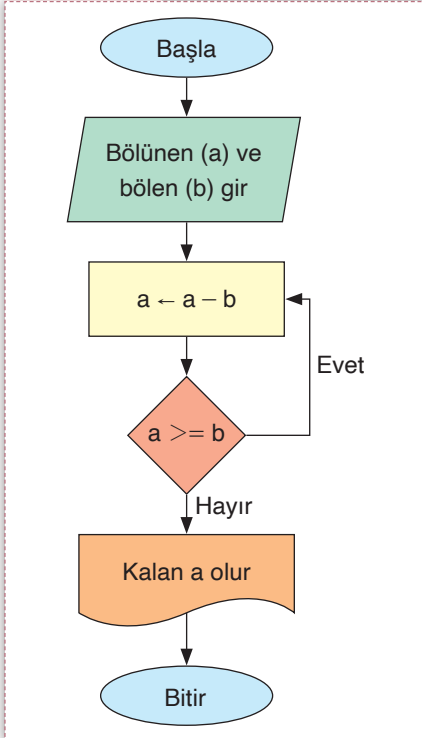 Başla
Bölünen (a) ve
bölen (b) gir
a ← a – b
Evet
a >= b
Hayır
Kalan a olur
Bitir